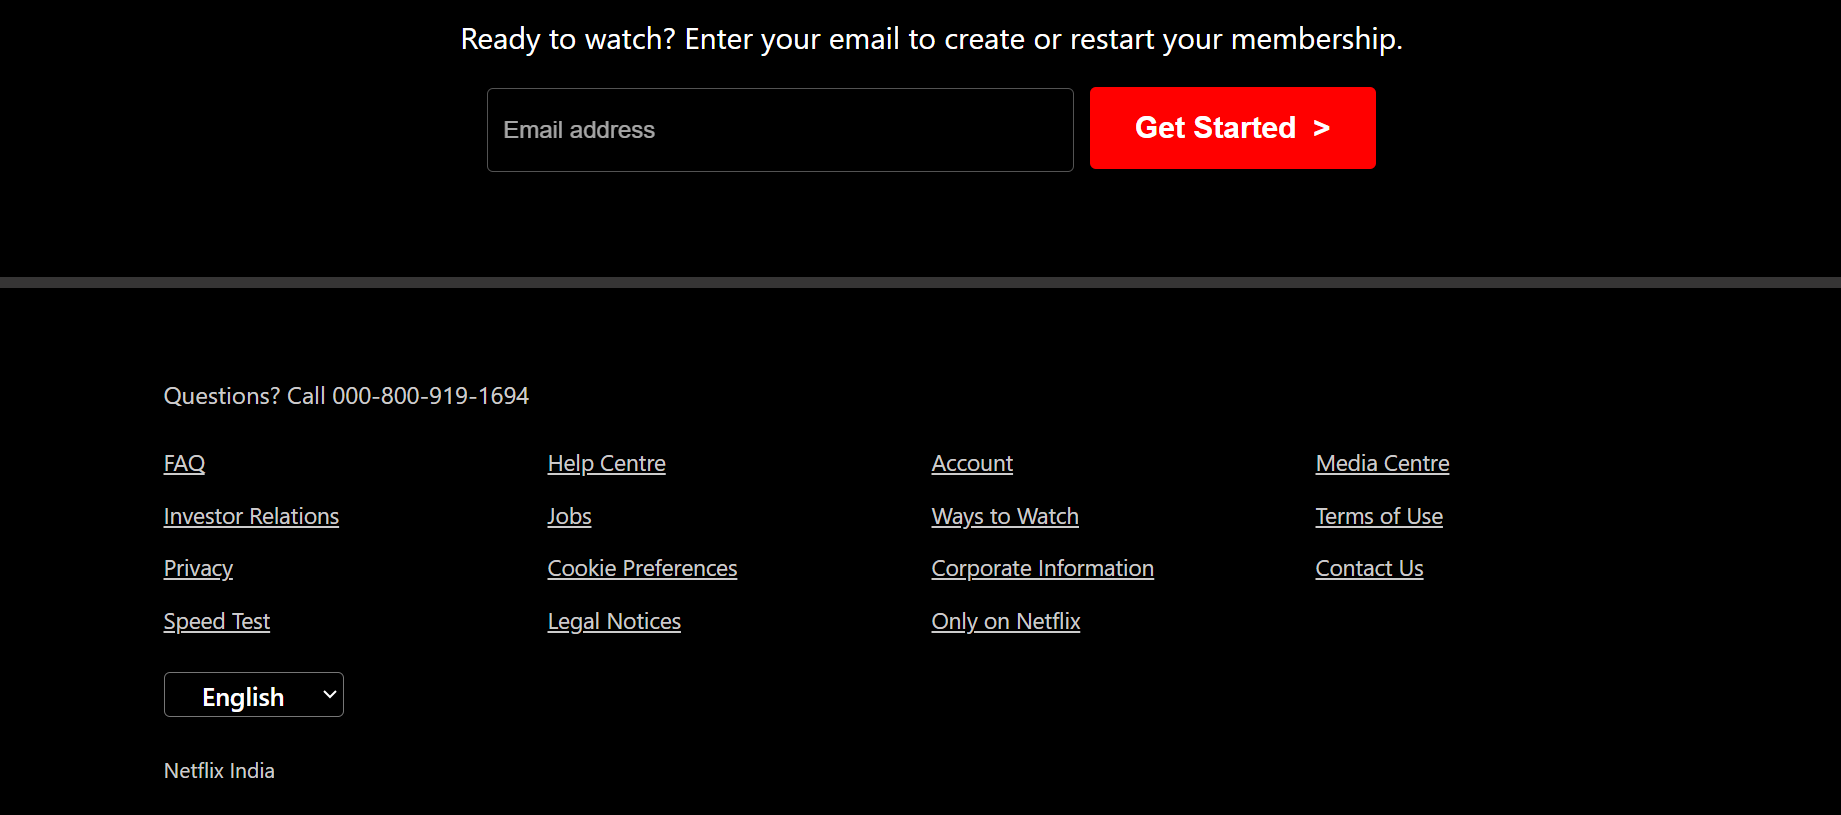 Ready to watch? Enter your email to create or restart your membership.
Email address
Get Started >
Questions? Call 000-800-919-1694
FAQ
Help Centre
Account
Media Centre
Investor Relations
Jobs
Ways to Watch
Terms of Use
Privacy
Cookie Preferences
Corporate Information
Contact Us
Speed Test
Legal Notices
Only on Netflix
English
Netflix India